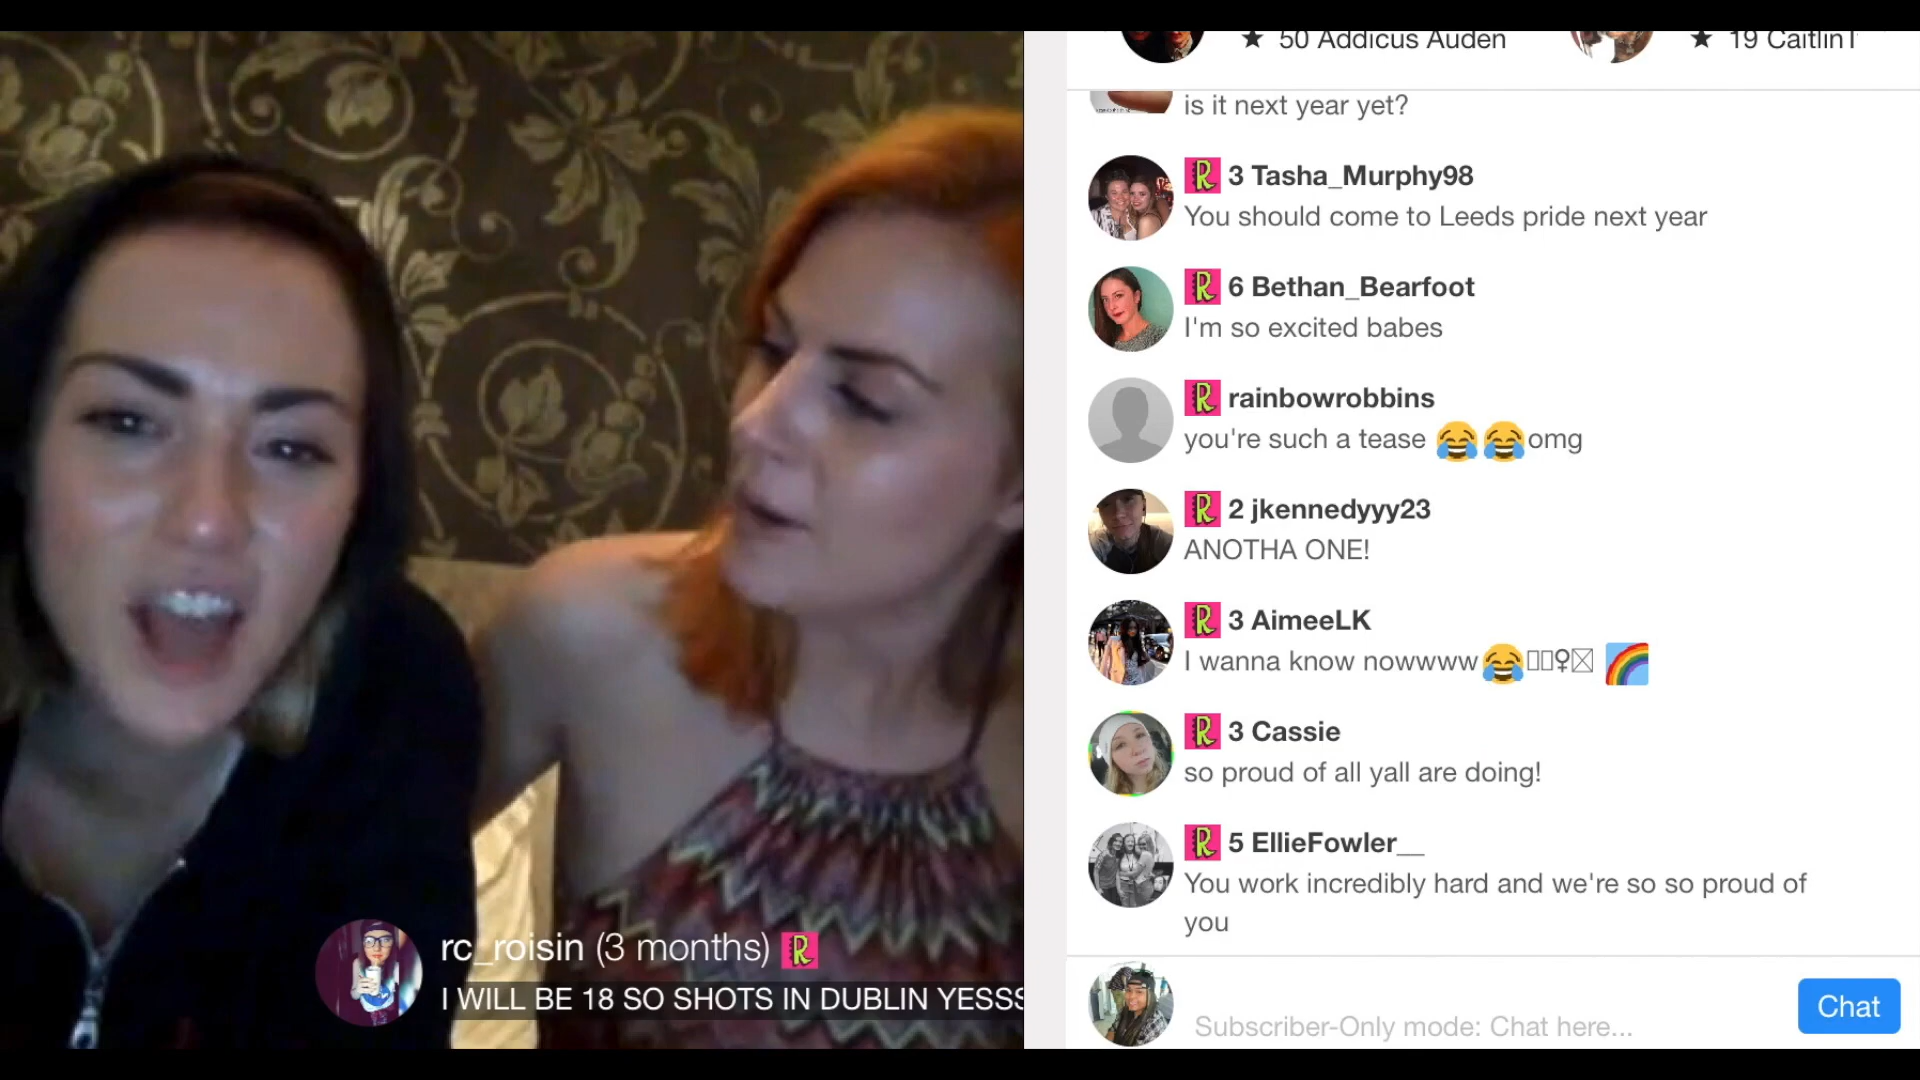 ★ 50 Addicus Auden ★ 19 CaitlinT
is it next year yet?
R 3 Tasha_Murphy98
You should come to Leeds pride next year
R 6 Bethan_Bearfoot
I'm so excited babes
R rainbowrobbins
you're such a tease 😂😂omg
R 2 jkennedyyy23
ANOTHA ONE!
R 3 AimeeLK
I wanna know nowwww😂♀ 🌈
R 3 Cassie
so proud of all yall are doing!
R 5 EllieFowler__
You work incredibly hard and we're so so proud of
you
rc_roisin (3 months) R
I WILL BE 18 SO SHOTS IN DUBLIN YESSS
Subscriber-Only mode: Chat here...
Chat